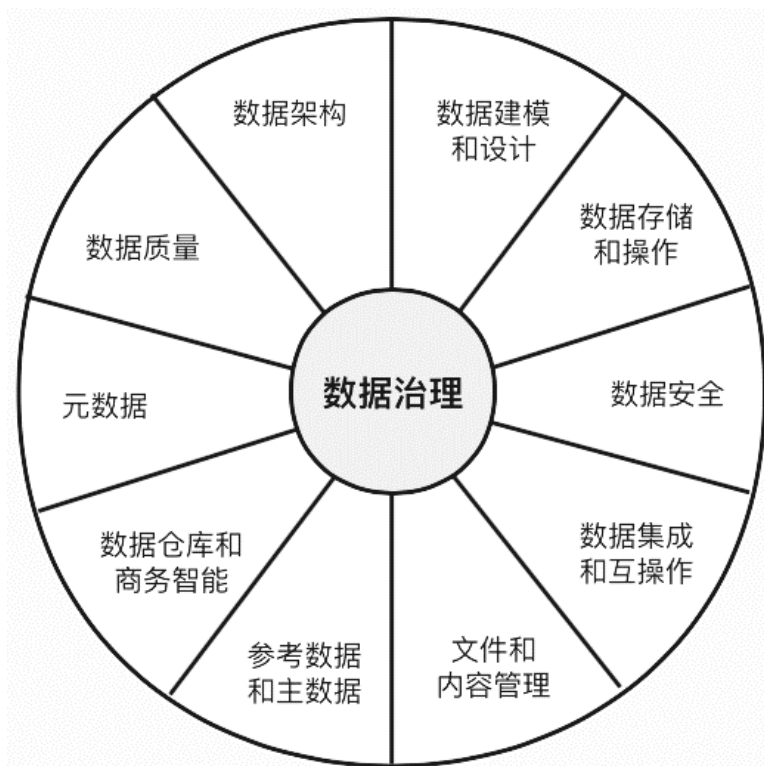 数据架构
数据建模
和设计
数据存储
和操作
数据安全
数据集成
和互操作
文件和
内容管理
参考数据
和主数据
数据仓库和
商务智能
元数据
数据质量
数据治理